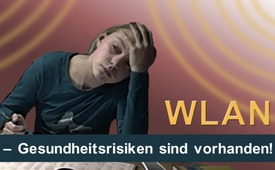 WLAN
– Gesundheitsrisiken sind vorhanden!